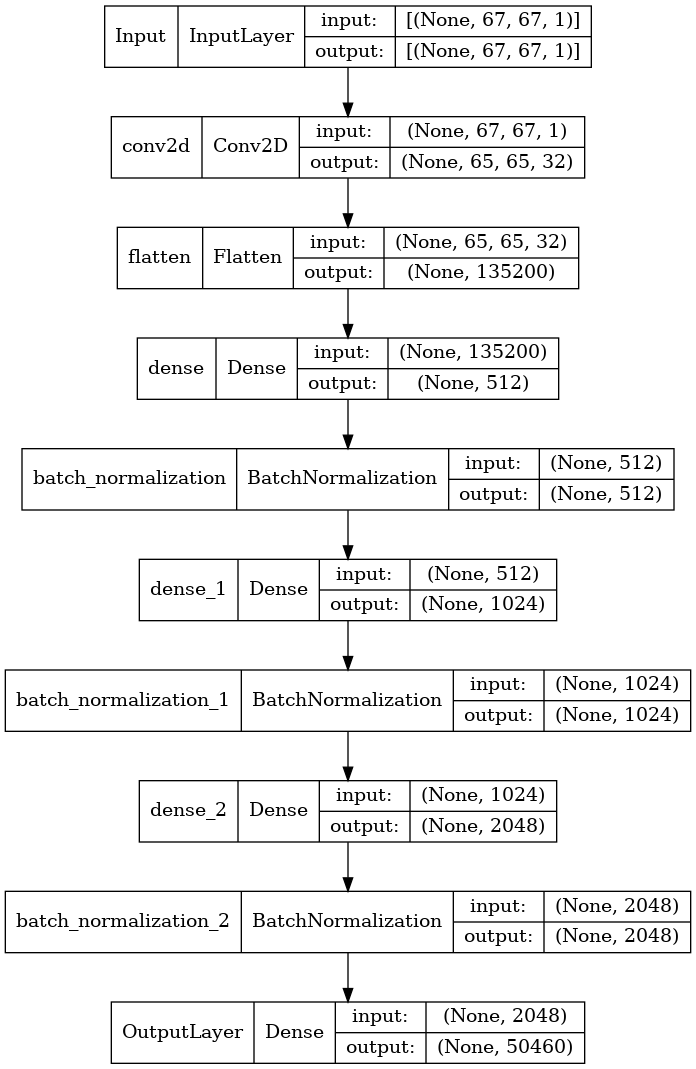 Input InputLayer input: [(None, 67, 67, 1)]
output: [(None, 67, 67, 1)]
conv2d Conv2D input: (None, 67, 67, 1)
output: (None, 65, 65, 32)
flatten Flatten input: (None, 65, 65, 32)
output: (None, 135200)
dense Dense input: (None, 135200)
output: (None, 512)
batch_normalization BatchNormalization input: (None, 512)
output: (None, 512)
dense_1 Dense input: (None, 512)
output: (None, 1024)
batch_normalization_1 BatchNormalization input: (None, 1024)
output: (None, 1024)
dense_2 Dense input: (None, 1024)
output: (None, 2048)
batch_normalization_2 BatchNormalization input: (None, 2048)
output: (None, 2048)
OutputLayer Dense input: (None, 2048)
output: (None, 50460)